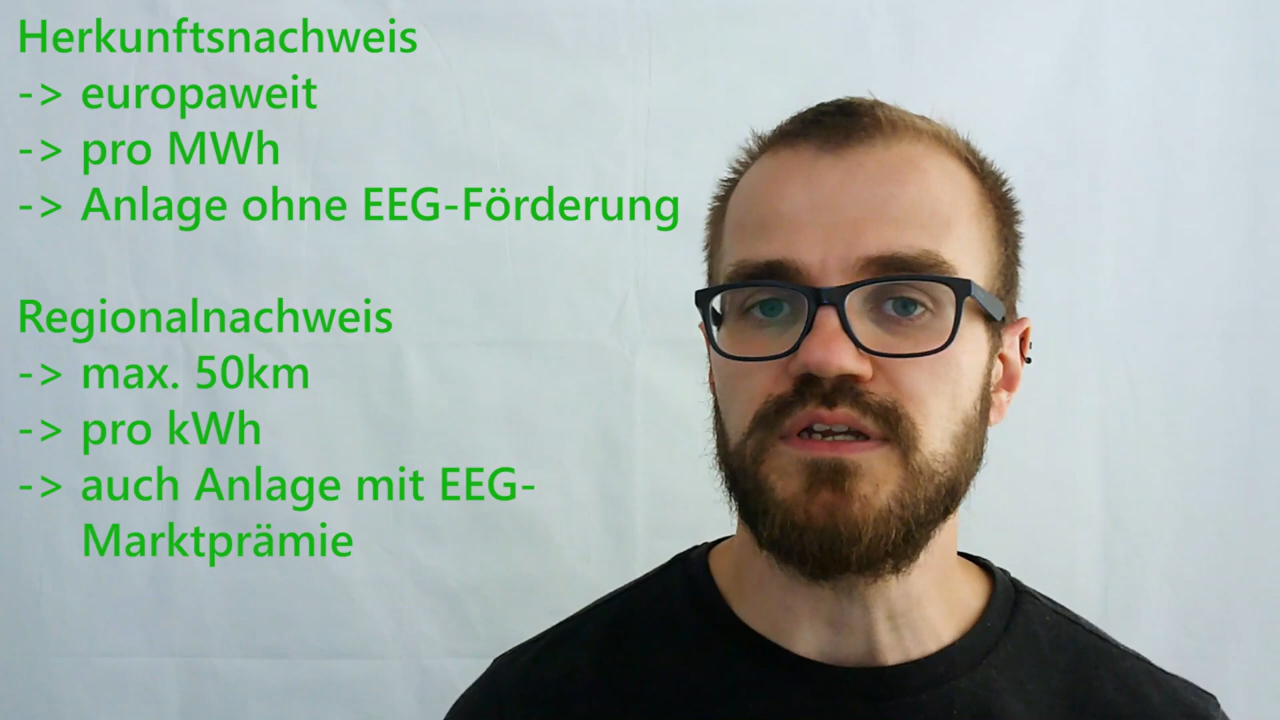 Herkunftsnachweis
-> europaweit
-> pro MWh
-> Anlage ohne EEG-Förderung
Regionalnachweis
-> max. 50km
-> pro kWh
-> auch Anlage mit EEG-
Marktprämie